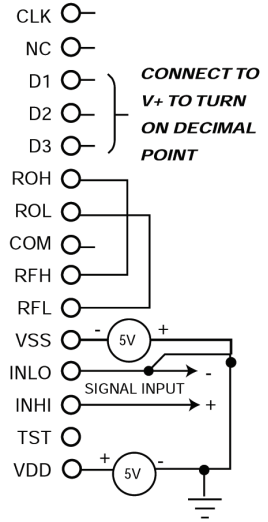 CLK
NC
D1
D2
D3
CONNECT TO
V+ TO TURN
ON DECIMAL
POINT
ROH
ROL
COM
RFH
RFL
VSS - 5V +
INLO -
SIGNAL INPUT
INHI +
TST
VDD + 5V -